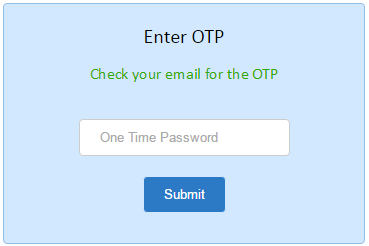 Enter OTP
Check your email for the OTP
One Time Password
Submit